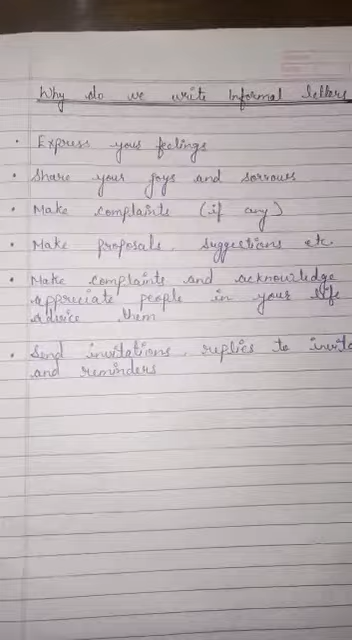 Why do we write Informal letters
• Express your feelings
• Share your joys and sorrows
• Make complaints (if any)
• Make proposals, suggestions etc.
• Make complaints and acknowledge
appreciate people in your life
Advice them
• Send invitations, replies to
and reminders